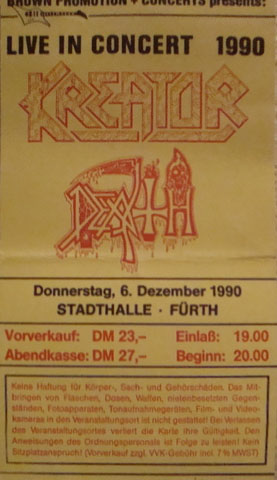 BROWN PROMOTION + CONCERTS presents:
LIVE IN CONCERT 1990
KREATOR
DEATH
Donnerstag, 6. Dezember 1990
STADTHALLE · FÜRTH
Vorverkauf: DM 23,– Einlaß: 19.00
Abendkasse: DM 27,– Beginn: 20.00
Keine Haftung für Körper-, Sach- und Gehörschäden. Das Mit-
bringen von Flaschen, Dosen, Waffen, nietenbesetzten Gegen-
ständen, Fotoapparaten, Tonaufnahmegeräten, Film- und Video-
kameras in den Veranstaltungsort ist nicht gestattet! Bei Verlassen
des Veranstaltungsortes verliert die Karte ihre Gültigkeit. Den
Anweisungen des Ordnungspersonals ist Folge zu leisten! Kein
Sitzplatzanspruch! (Vorverkauf zzgl. VVK-Gebühr incl. 7% MWST)